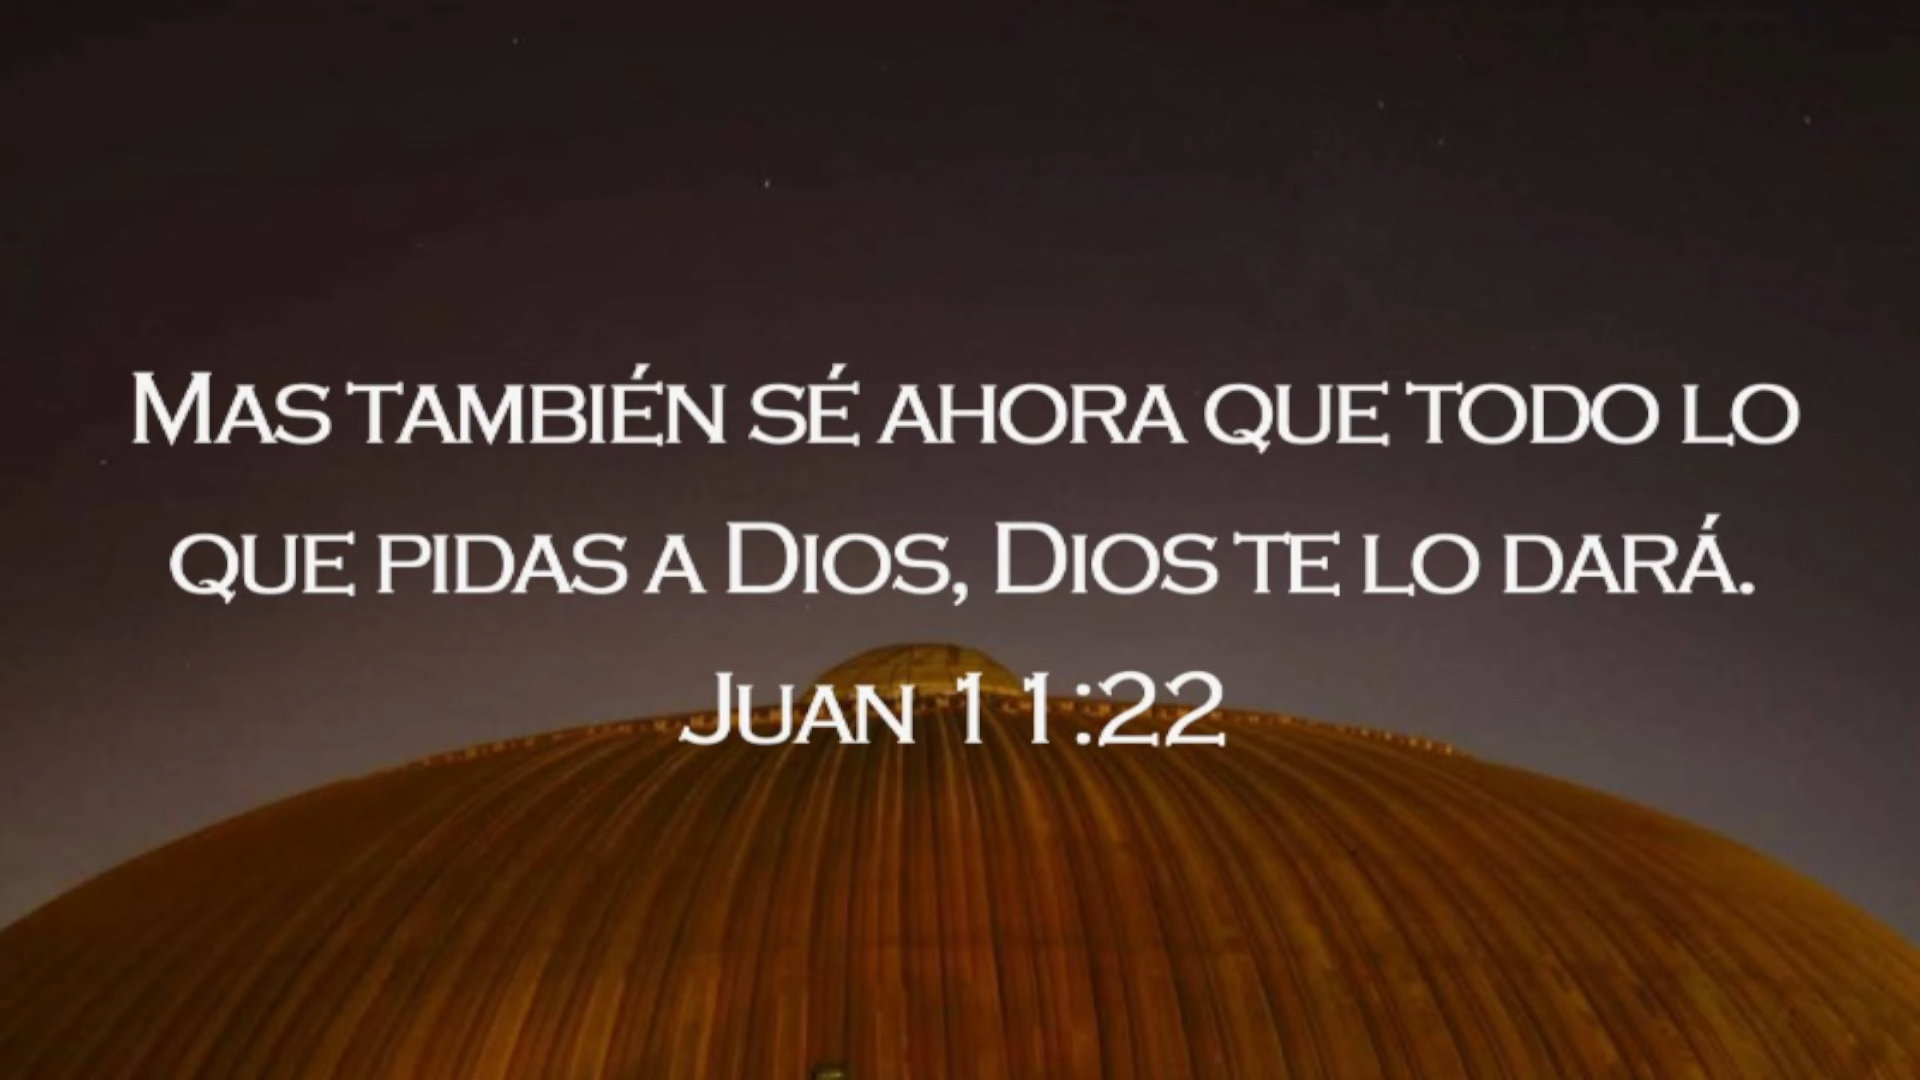 Mas también sé ahora que todo lo
que pidas a Dios, Dios te lo dará.
Juan 11:22